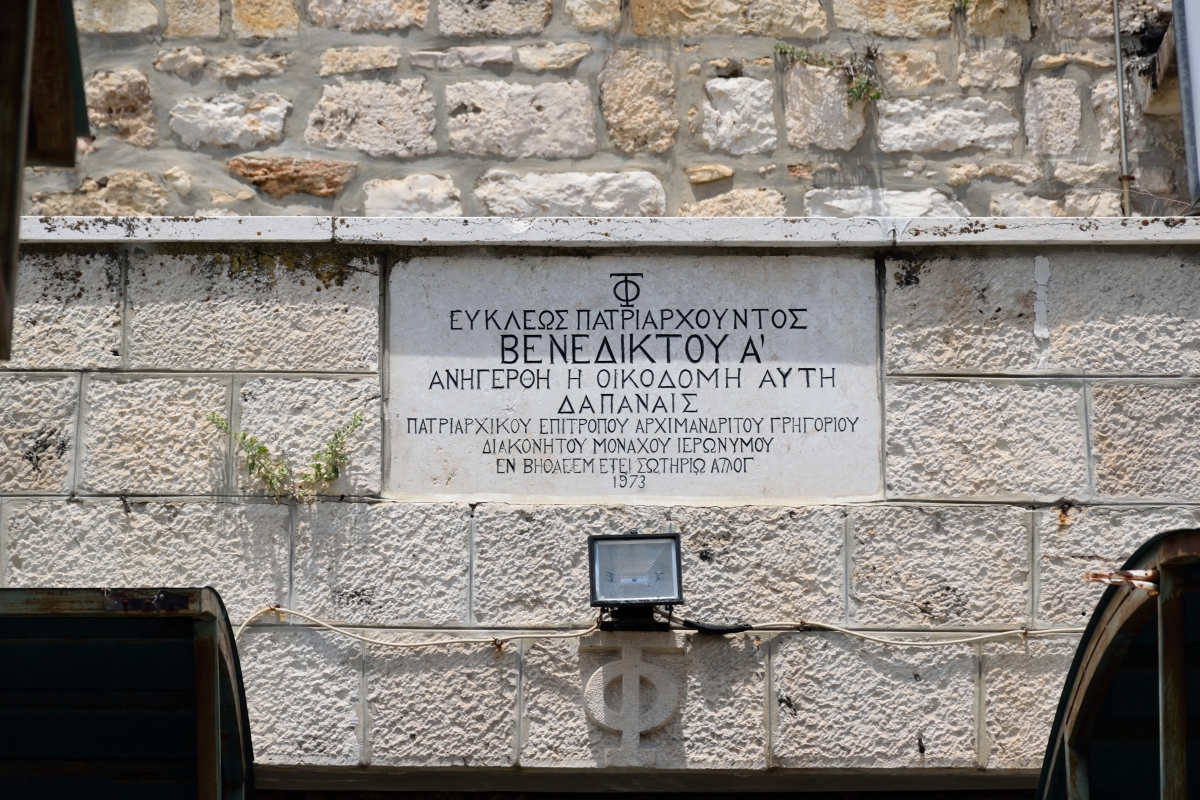 ΤΦ
ΕΥΚΛΕΩΣ ΠΑΤΡΙΑΡΧΟΥΝΤΟΣ
ΒΕΝΕΔΙΚΤΟΥ Α'
ΑΝΗΓΕΡΘΗ Η ΟΙΚΟΔΟΜΗ ΑΥΤΗ
ΔΑΠΑΝΑΙΣ
ΠΑΤΡΙΑΡΧΙΚΟΥ ΕΠΙΤΡΟΠΟΥ ΑΡΧΙΜΑΝΔΡΙΤΟΥ ΓΡΗΓΟΡΙΟΥ
ΔΙΑΚΟΝΗΤΟΥ ΜΟΝΑΧΟΥ ΙΕΡΩΝΥΜΟΥ
ΕΝ ΒΗΘΛΕΕΜ ΕΤΕΙ ΣΩΤΗΡΙΩ
1973
ΤΦ